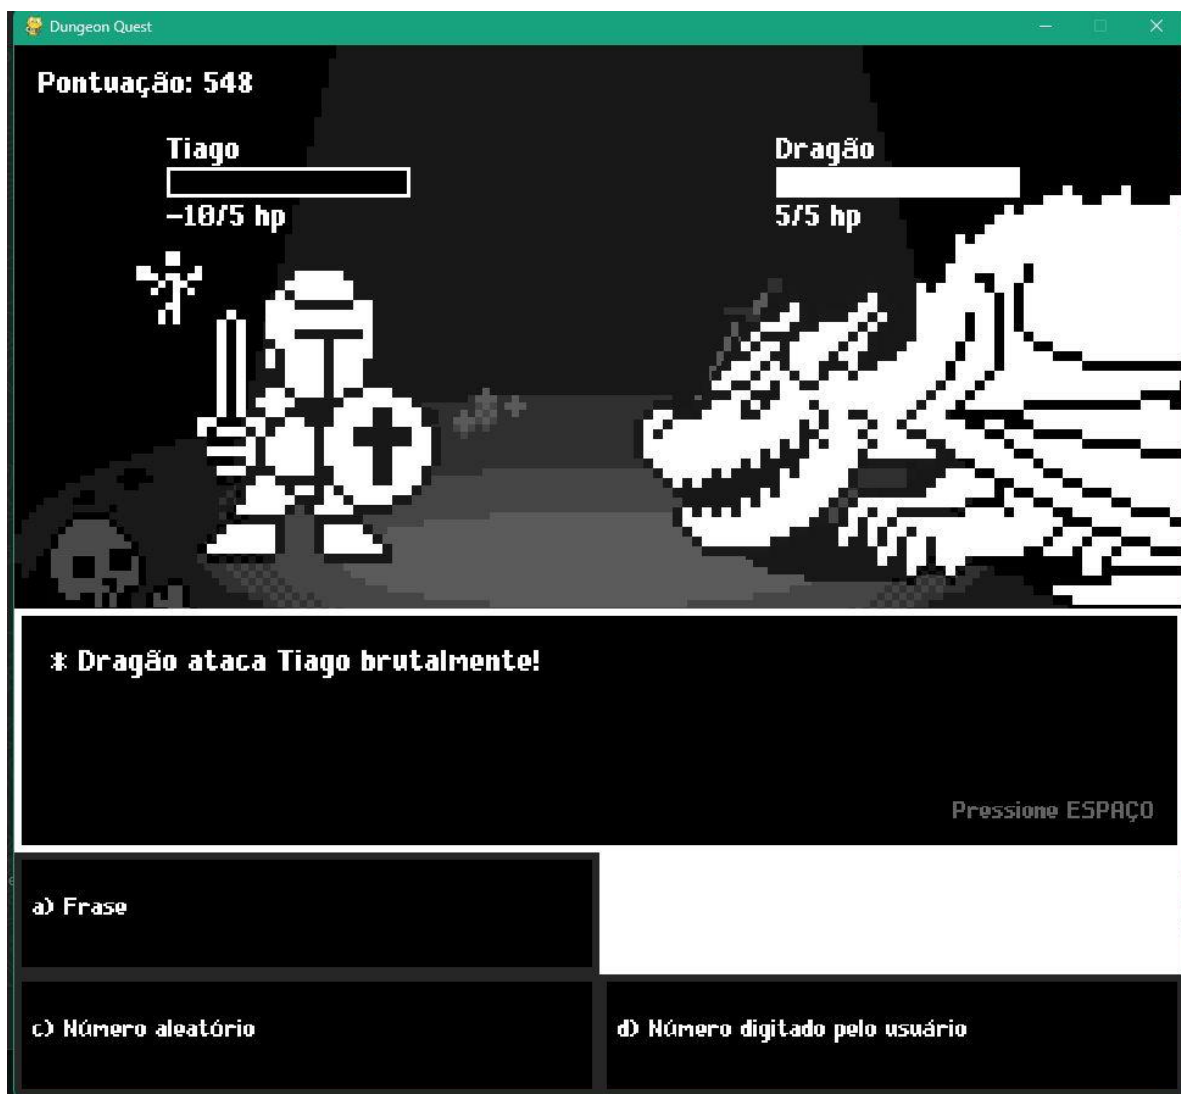 Dungeon Quest
Pontuação: 548
Tiago
-10/5 hp
Dragão
5/5 hp
* Dragão ataca Tiago brutalmente!
Pressione ESPAÇO
a) Frase
c) Número aleatório
d) Número digitado pelo usuário